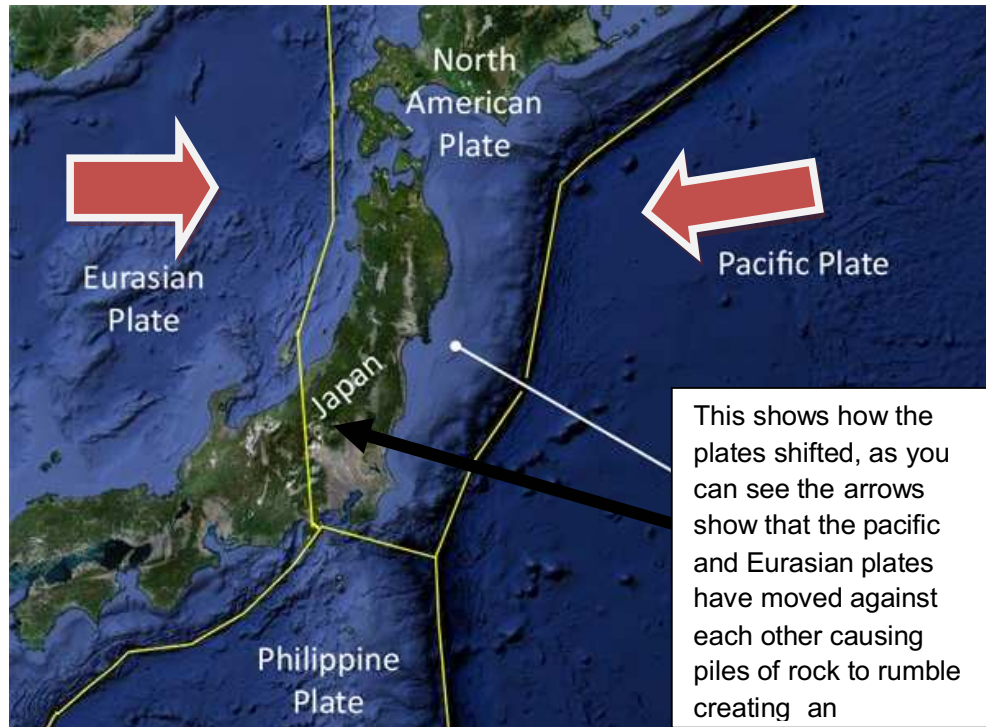 North
American
Plate
Eurasian
Plate
Pacific Plate
Japan
Philippine
Plate
This shows how the
plates shifted, as you
can see the arrows
show that the pacific
and Eurasian plates
have moved against
each other causing
piles of rock to rumble
creating an